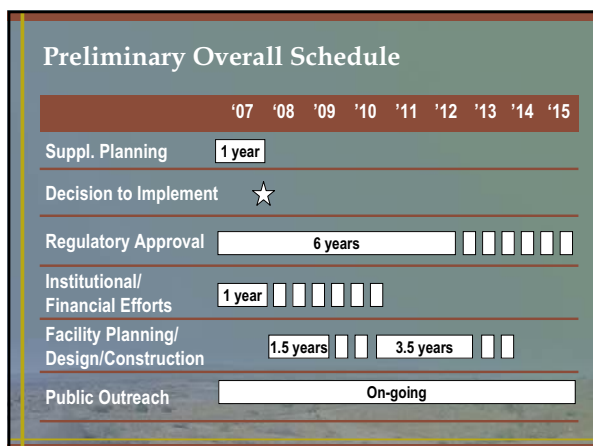 Preliminary Overall Schedule
‘07 ‘08 ‘09 ’10 ’11 ’12 ’13 ’14 ’15
Suppl. Planning 1 year
Decision to Implement
Regulatory Approval 6 years
Institutional/
Financial Efforts 1 year
Facility Planning/
Design/Construction 1.5 years 3.5 years
Public Outreach On-going